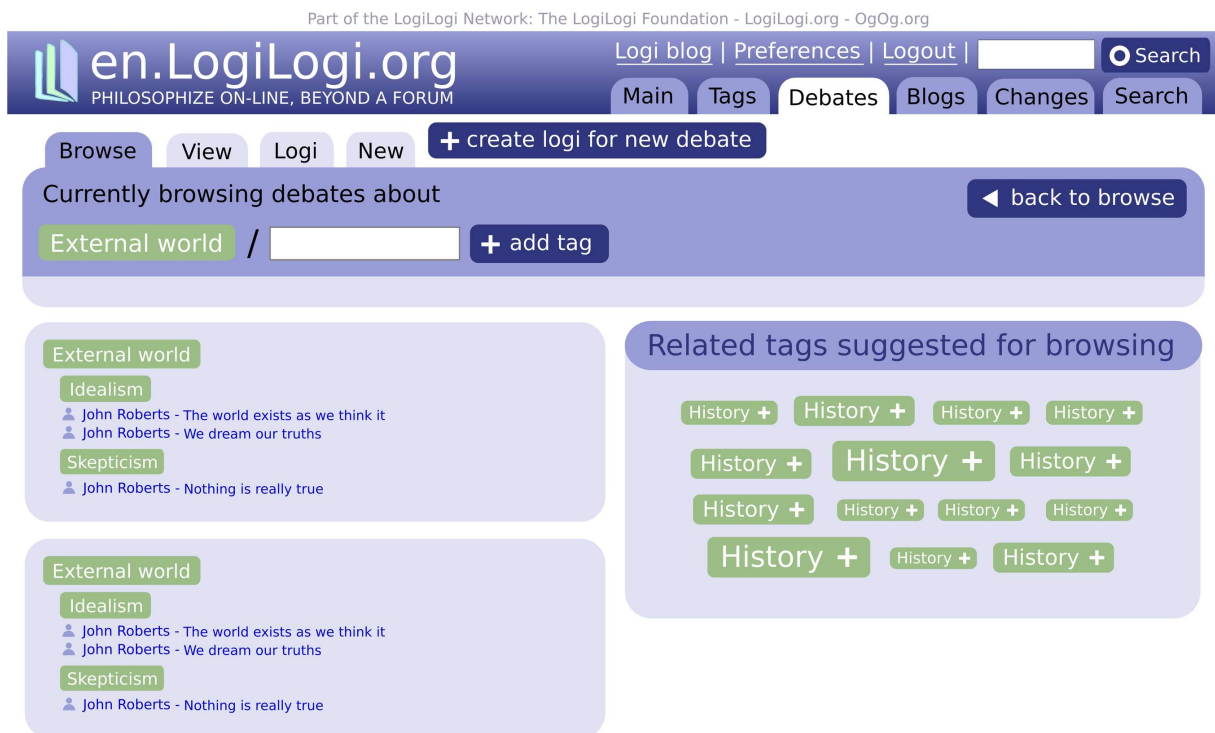 Part of the LogiLogi Network: The LogiLogi Foundation - LogiLogi.org - OgOg.org
en.LogiLogi.org
PHILOSOPHIZE ON-LINE, BEYOND A FORUM
Logi blog | Preferences | Logout | Search
Main Tags Debates Blogs Changes Search
Browse View Logi New + create logi for new debate
Currently browsing debates about
◀ back to browse
External world / + add tag
External world
Idealism
John Roberts - The world exists as we think it
John Roberts - We dream our truths
Skepticism
John Roberts - Nothing is really true
External world
Idealism
John Roberts - The world exists as we think it
John Roberts - We dream our truths
Skepticism
John Roberts - Nothing is really true
Related tags suggested for browsing
History + History + History + History +
History + History + History +
History + History + History + History +
History + History + History +